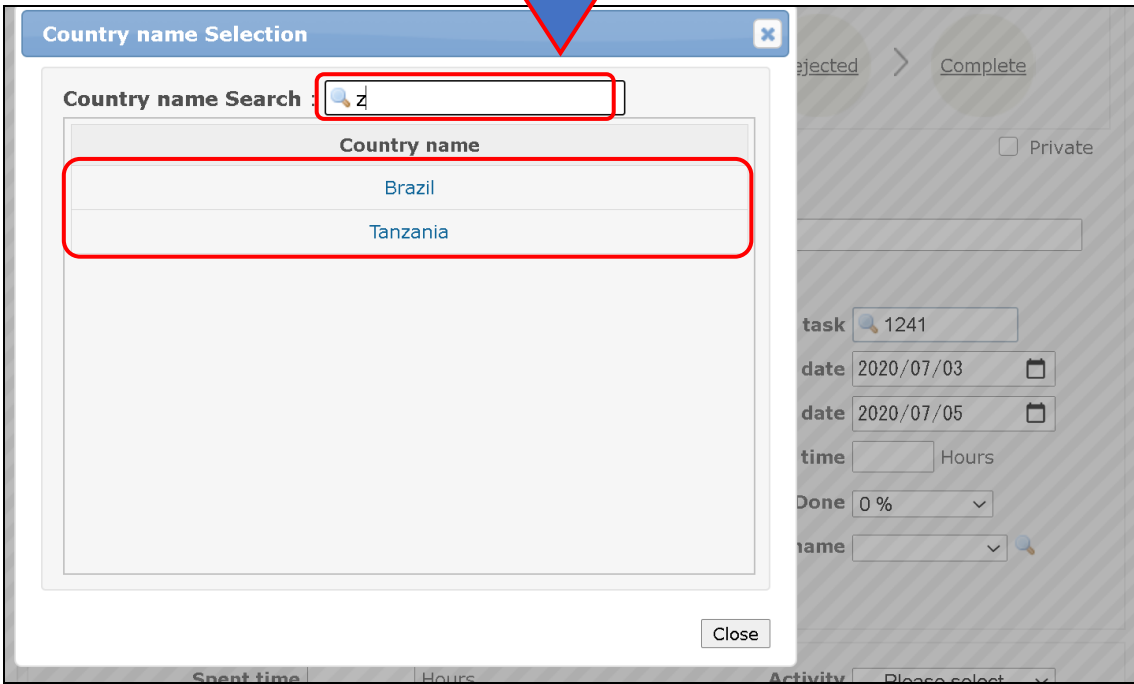 Country name Selection
ejected
Complete
Country name Search :
z
Private
Country name
Brazil
Tanzania
task
1241
date
2020/07/03
date
2020/07/05
time
Hours
Done
0 %
name
Close
Spent time
Hours
Activity
Please select